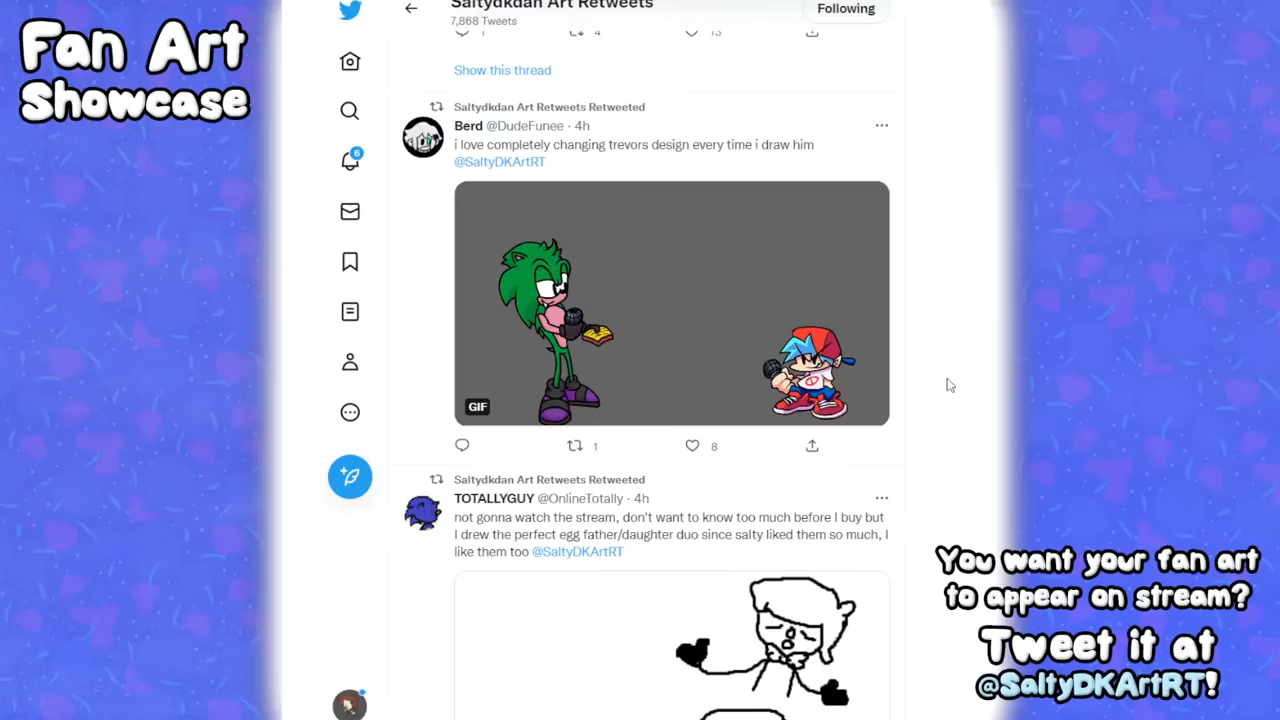 Fan Art
Showcase
Saltydkdan Art Retweets
7,868 Tweets
Following
1
4
13
Show this thread
Saltydkdan Art Retweets Retweeted
Berd @DudeFunee · 4h
i love completely changing trevors design every time i draw him
@SaltyDKArtRT
GIF
1
8
Saltydkdan Art Retweets Retweeted
TOTALLYGUY @OnlineTotally · 4h
not gonna watch the stream, don't want to know too much before I buy but
I drew the perfect egg father/daughter duo since salty liked them so much, I
like them too @SaltyDKArtRT
6
You want your fan art
to appear on stream?
Tweet it at
@SaltyDKArtRT!